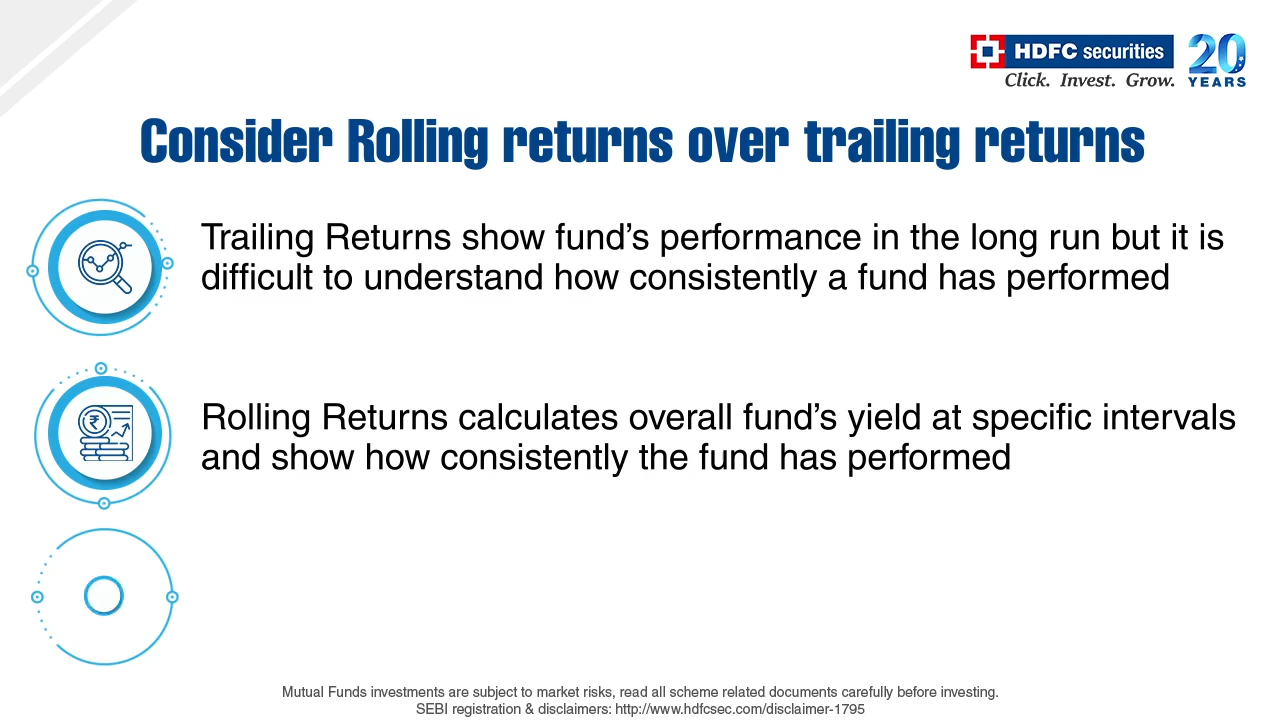 HDFC securities
Click. Invest. Grow.
20
YEARS
Consider Rolling returns over trailing returns
Trailing Returns show fund’s performance in the long run but it is
difficult to understand how consistently a fund has performed
₹
Rolling Returns calculates overall fund’s yield at specific intervals
and show how consistently the fund has performed
Mutual Funds investments are subject to market risks, read all scheme related documents carefully before investing.
SEBI registration & disclaimers: http://www.hdfcsec.com/disclaimer-1795